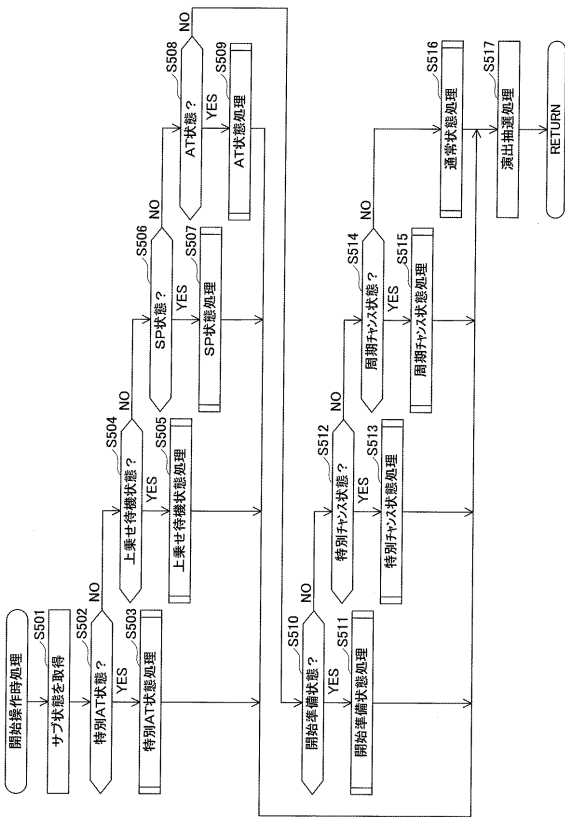 開始操作時処理
S501
サブ状態を取得
S502
特別AT状態？
NO
YES
S503
特別AT状態処理
S504
上乗せ待機状態？
NO
YES
S505
上乗せ待機状態処理
S506
SP状態？
NO
YES
S507
SP状態処理
S508
AT状態？
NO
YES
S509
AT状態処理
S510
開始準備状態？
NO
YES
S511
開始準備状態処理
S512
特別チャンス状態？
NO
YES
S513
特別チャンス状態処理
S514
周期チャンス状態？
NO
YES
S515
周期チャンス状態処理
S516
通常状態処理
S517
演出抽選処理
RETURN